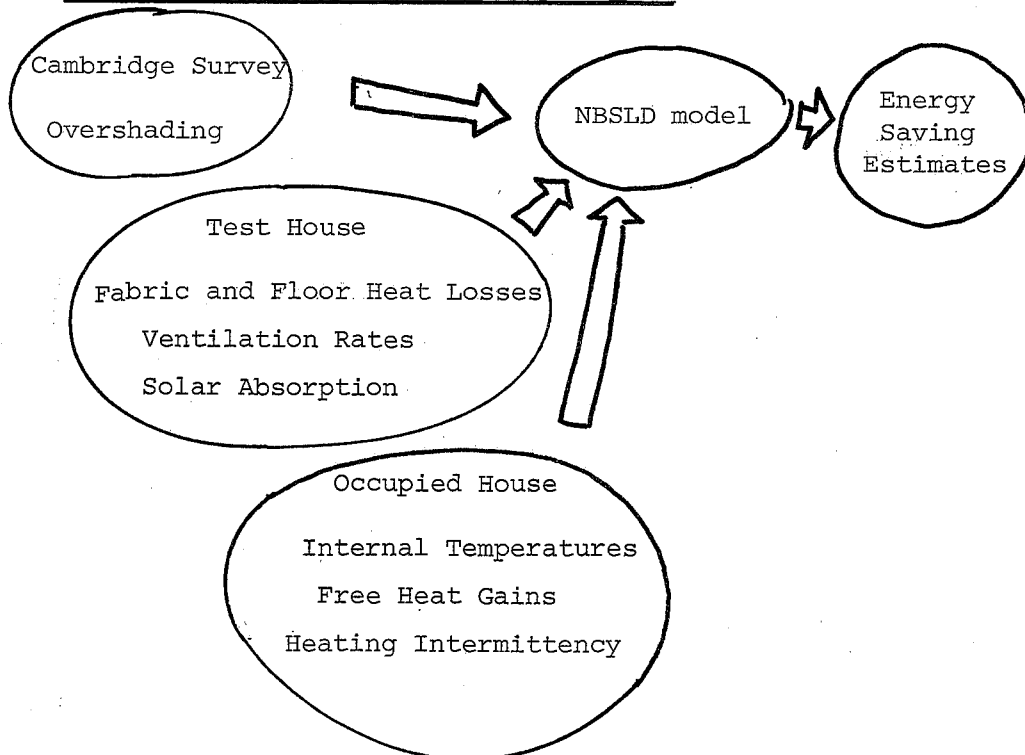 Cambridge Survey
Overshading
NBSLD model
Energy
Saving
Estimates
Test House
Fabric and Floor Heat Losses
Ventilation Rates
Solar Absorption
Occupied House
Internal Temperatures
Free Heat Gains
Heating Intermittency